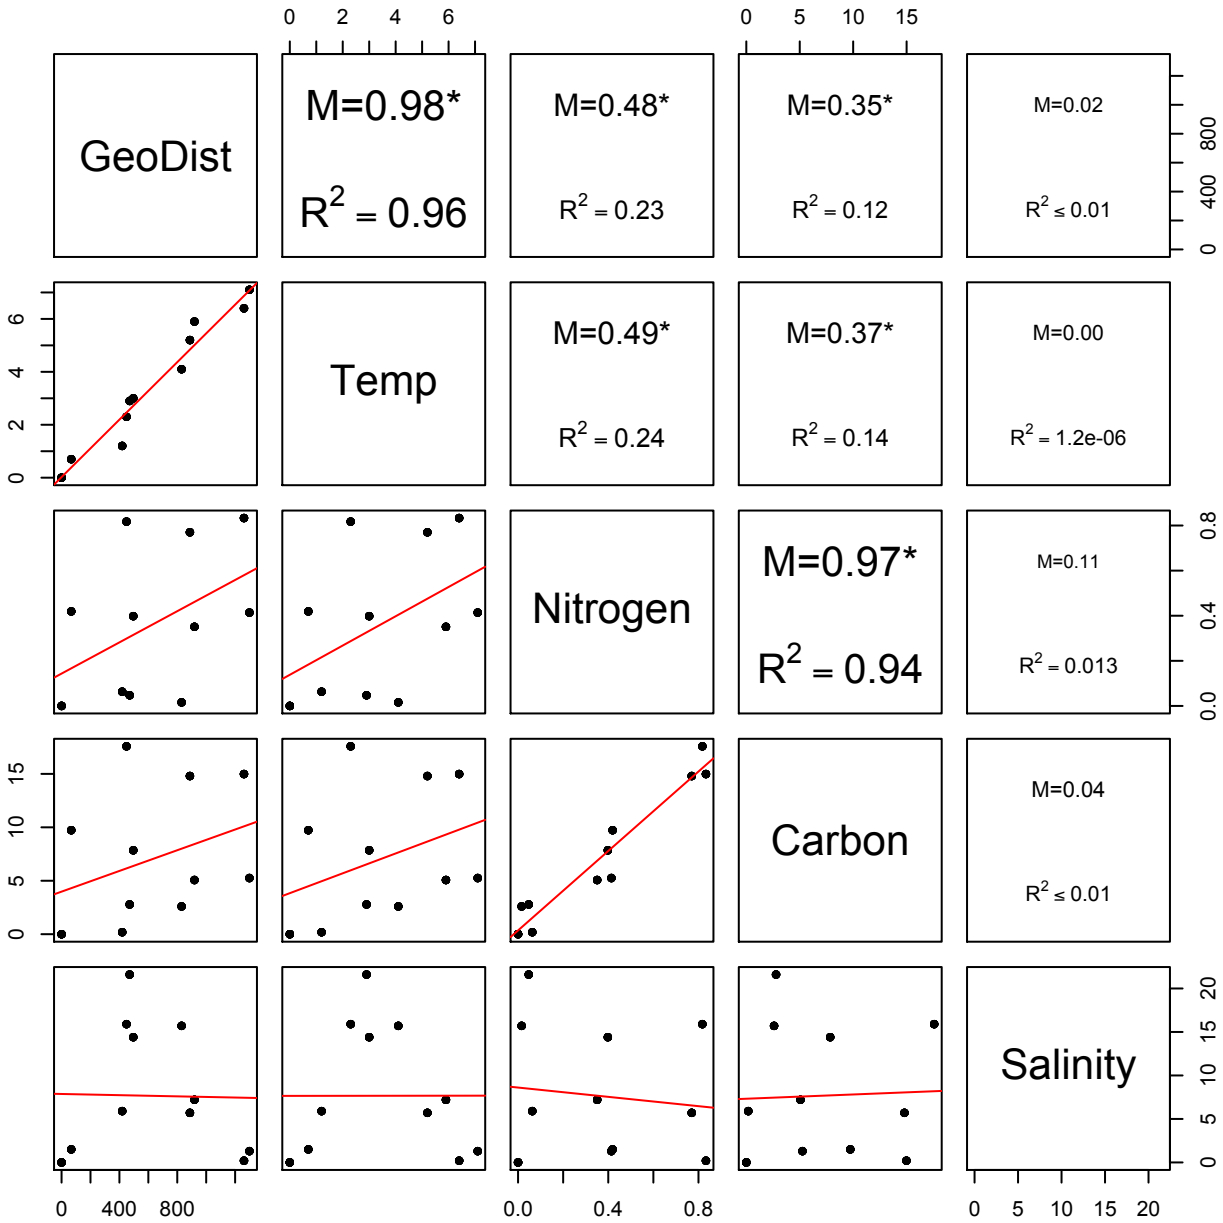 0 2 4 6 0 5 10 15
GeoDist M=0.98* M=0.48* M=0.35* M=0.02
R² = 0.96 R² = 0.23 R² = 0.12 R² ≤ 0.01
0 400 800
0 2 4 6
Temp M=0.49* M=0.37* M=0.00
R² = 0.24 R² = 0.14 R² = 1.2e-06
Nitrogen M=0.97* M=0.11
R² = 0.94 R² = 0.013
0.0 0.4 0.8
0 5 10 15
Carbon M=0.04
R² ≤ 0.01
Salinity
0 5 10 15 20
0 400 800 0.0 0.4 0.8 0 5 10 15 20